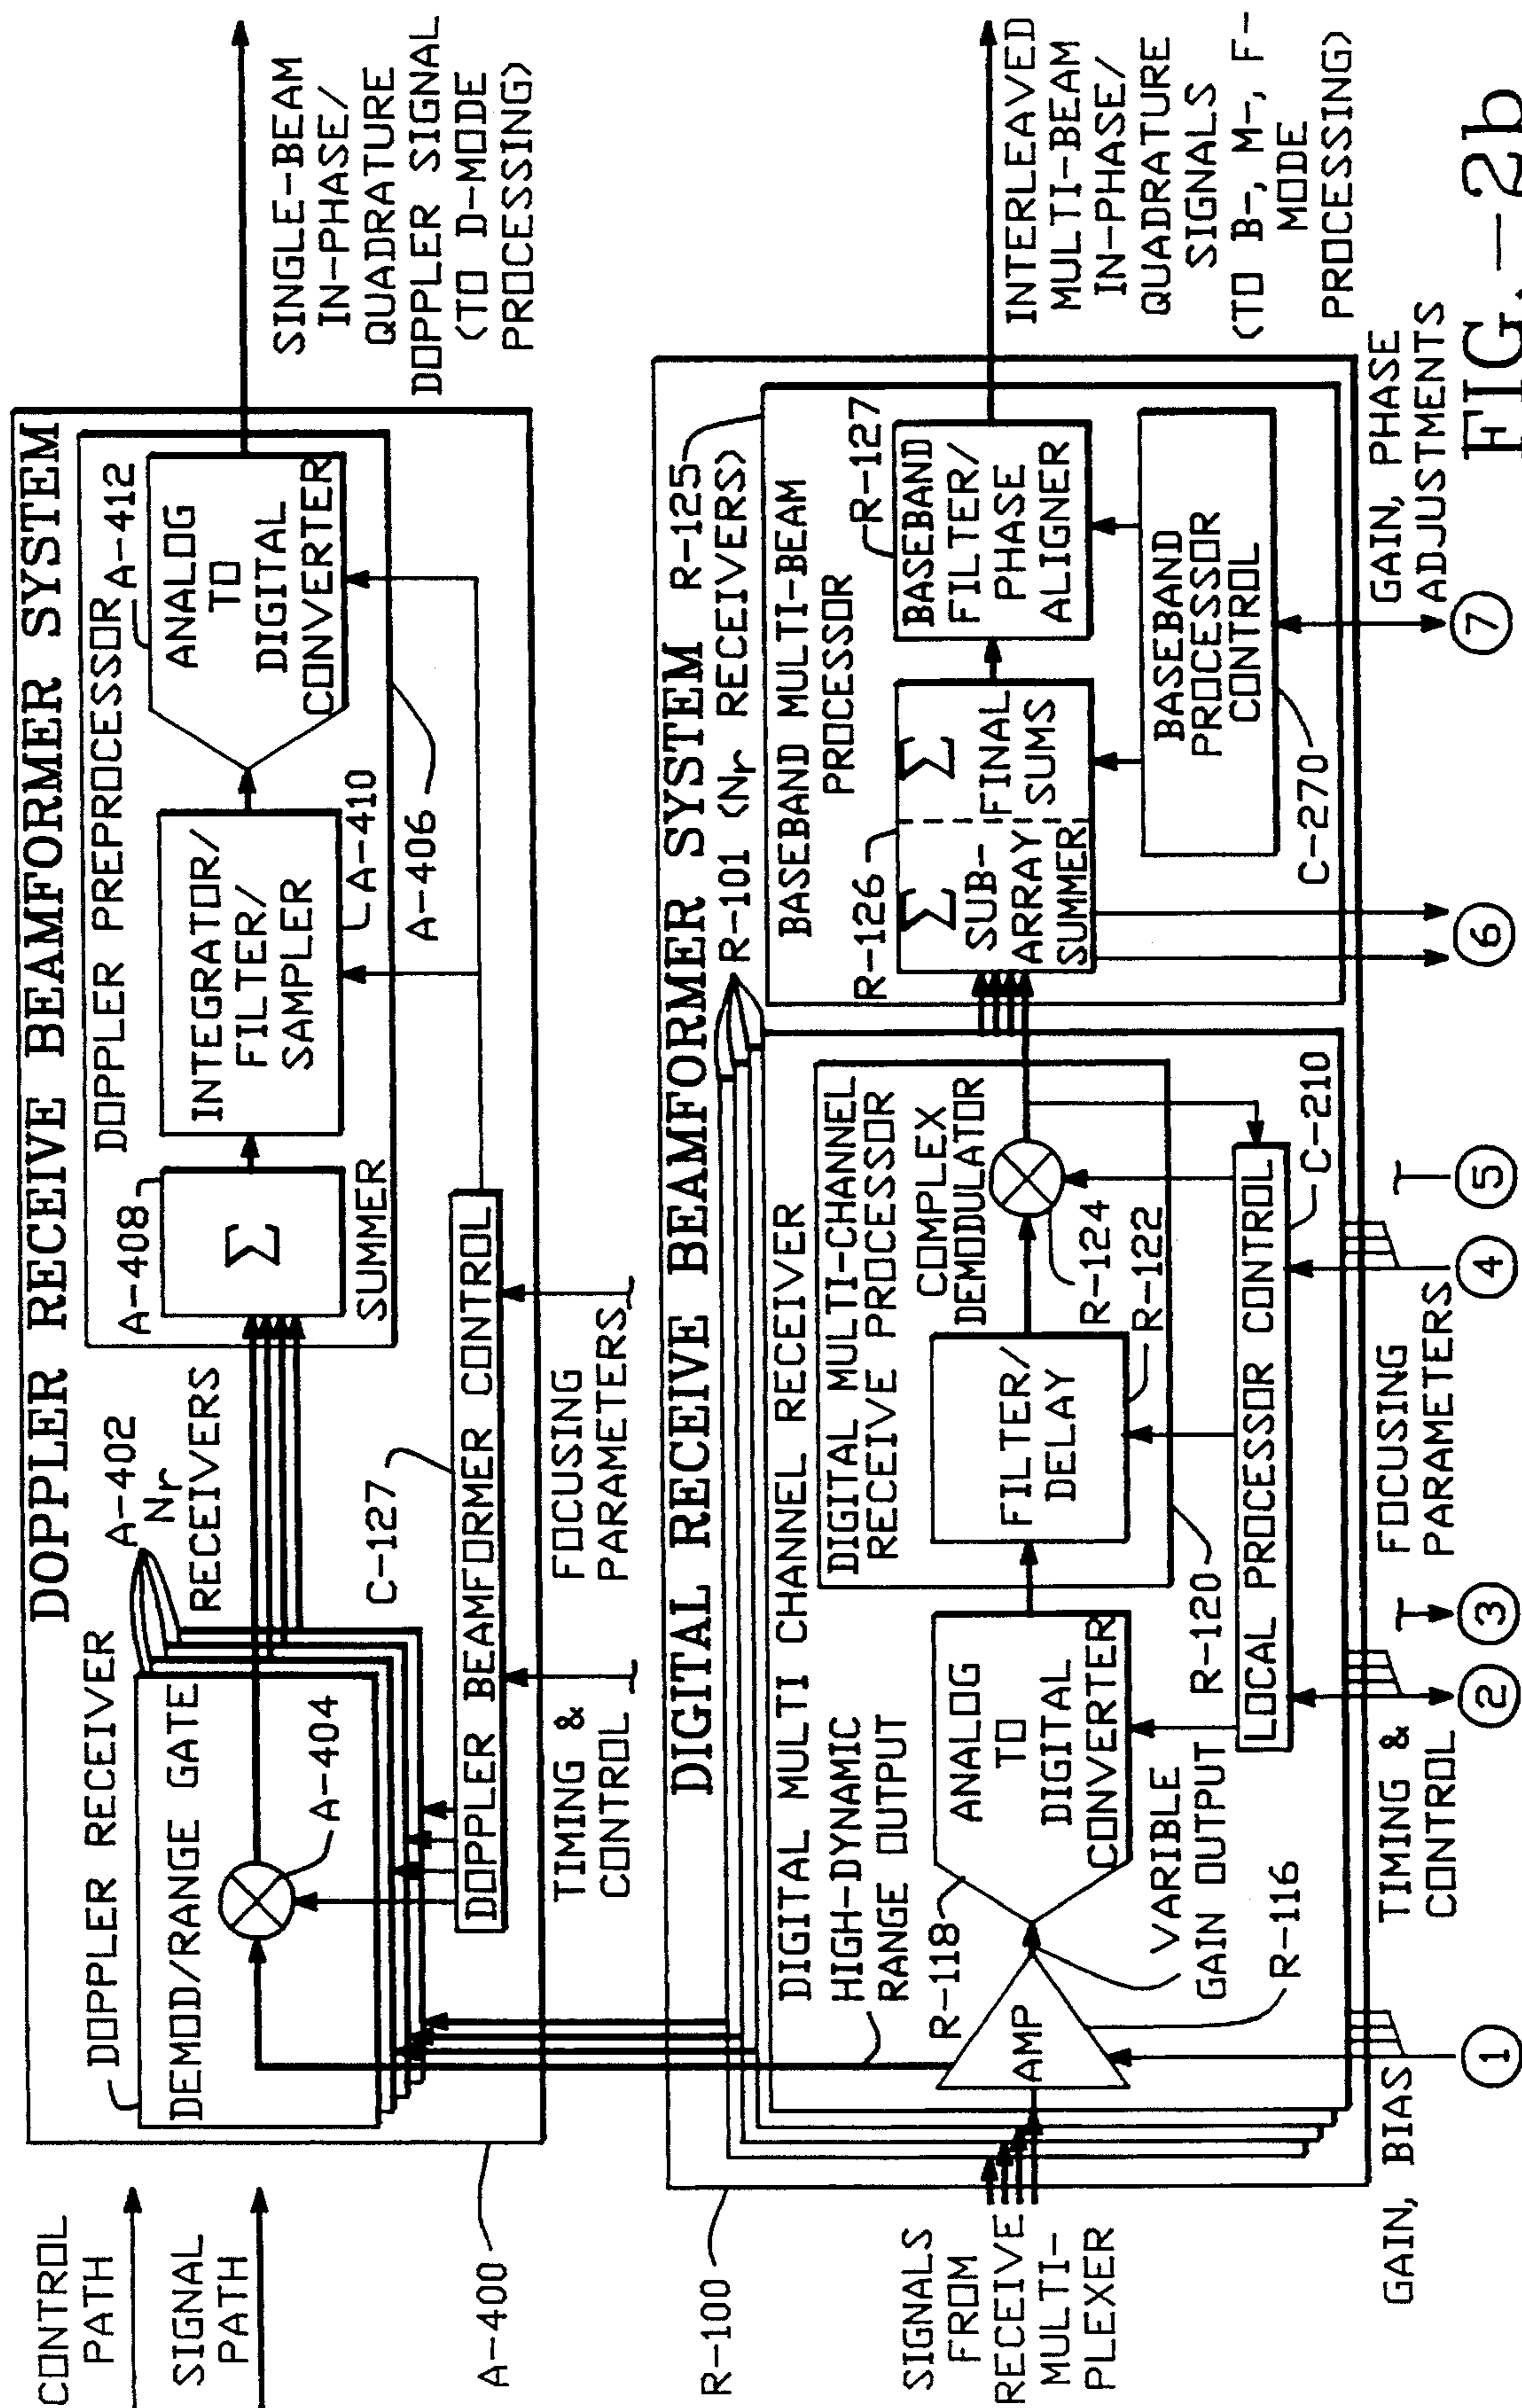 CONTROL
PATH
SIGNAL
PATH
A-400
DOPPLER RECEIVE BEAMFORMER SYSTEM
DOPPLER RECEIVER
DEMOD/RANGE GATE
A-404
A-402
Nr
RECEIVERS
DOPPLER PREPROCESSOR
A-408
Σ
SUMMER
INTEGRATOR/
FILTER/
SAMPLER
A-410
A-406
A-412
ANALOG
TO
DIGITAL
CONVERTER
C-127
DOPPLER BEAMFORMER CONTROL
TIMING &
CONTROL
FOCUSING
PARAMETERS
SINGLE-BEAM
IN-PHASE/
QUADRATURE
DOPPLER SIGNAL
(TO D-MODE
PROCESSING)
R-100
DIGITAL RECEIVE BEAMFORMER SYSTEM
R-101 (Nr RECEIVERS)
R-125
DIGITAL MULTI CHANNEL RECEIVER
HIGH-DYNAMIC
RANGE OUTPUT
SIGNALS
FROM
RECEIVE
MULTI-
PLEXER
AMP
R-118
ANALOG
TO
DIGITAL
CONVERTER
VARIBLE
GAIN OUTPUT
R-116
DIGITAL MULTI-CHANNEL
RECEIVE PROCESSOR
FILTER/
DELAY
COMPLEX
DEMODULATOR
R-124
R-122
R-120
LOCAL PROCESSOR CONTROL
C-210
BASEBAND MULTI-BEAM
PROCESSOR
R-126
Σ
SUB-
ARRAY
SUMMER
Σ
FINAL
SUMS
R-127
BASEBAND
FILTER/
PHASE
ALIGNER
BASEBAND
PROCESSOR
CONTROL
C-270
INTERLEAVED
MULTI-BEAM
IN-PHASE/
QUADRATURE
SIGNALS
(TO B-, M-, F-
MODE
PROCESSING)
GAIN, BIAS
1
TIMING &
CONTROL
2
3
FOCUSING
PARAMETERS
4
5
6
GAIN, PHASE
ADJUSTMENTS
7
FIG.-2b